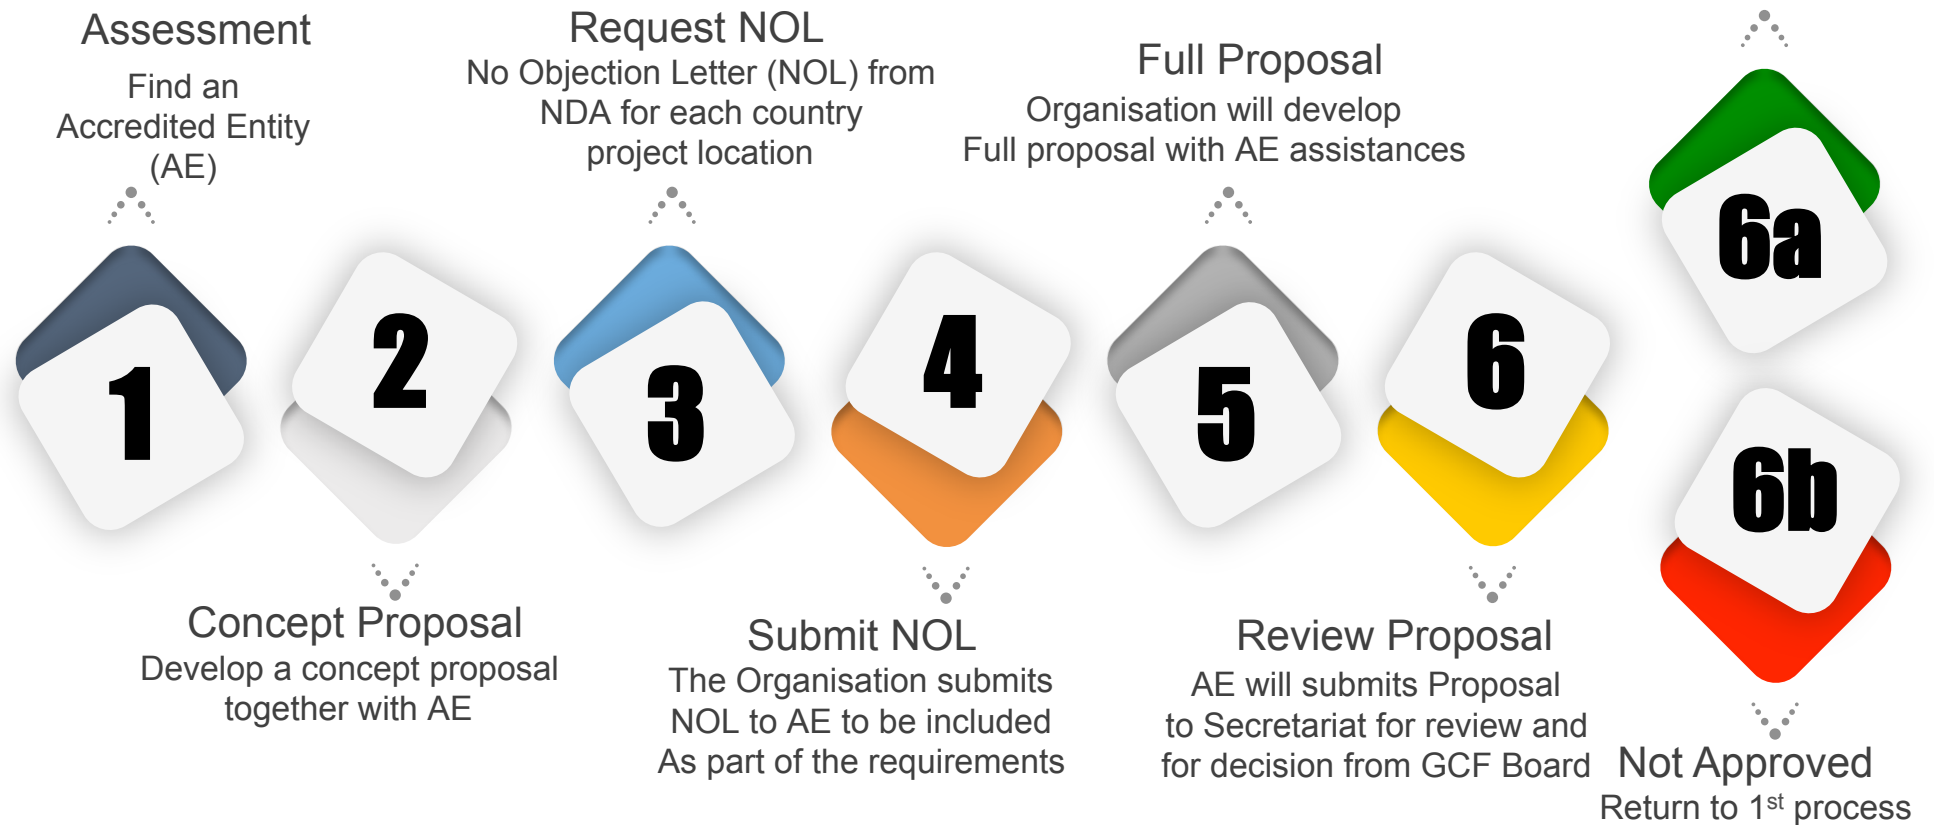 Assessment
Find an
Accredited Entity
(AE)
1
2
Concept Proposal
Develop a concept proposal
together with AE
Request NOL
No Objection Letter (NOL) from
NDA for each country
project location
3
4
Submit NOL
The Organisation submits
NOL to AE to be included
As part of the requirements
Full Proposal
Organisation will develop
Full proposal with AE assistances
5
6
Review Proposal
AE will submits Proposal
to Secretariat for review and
for decision from GCF Board
6a
6b
Not Approved
Return to 1st process